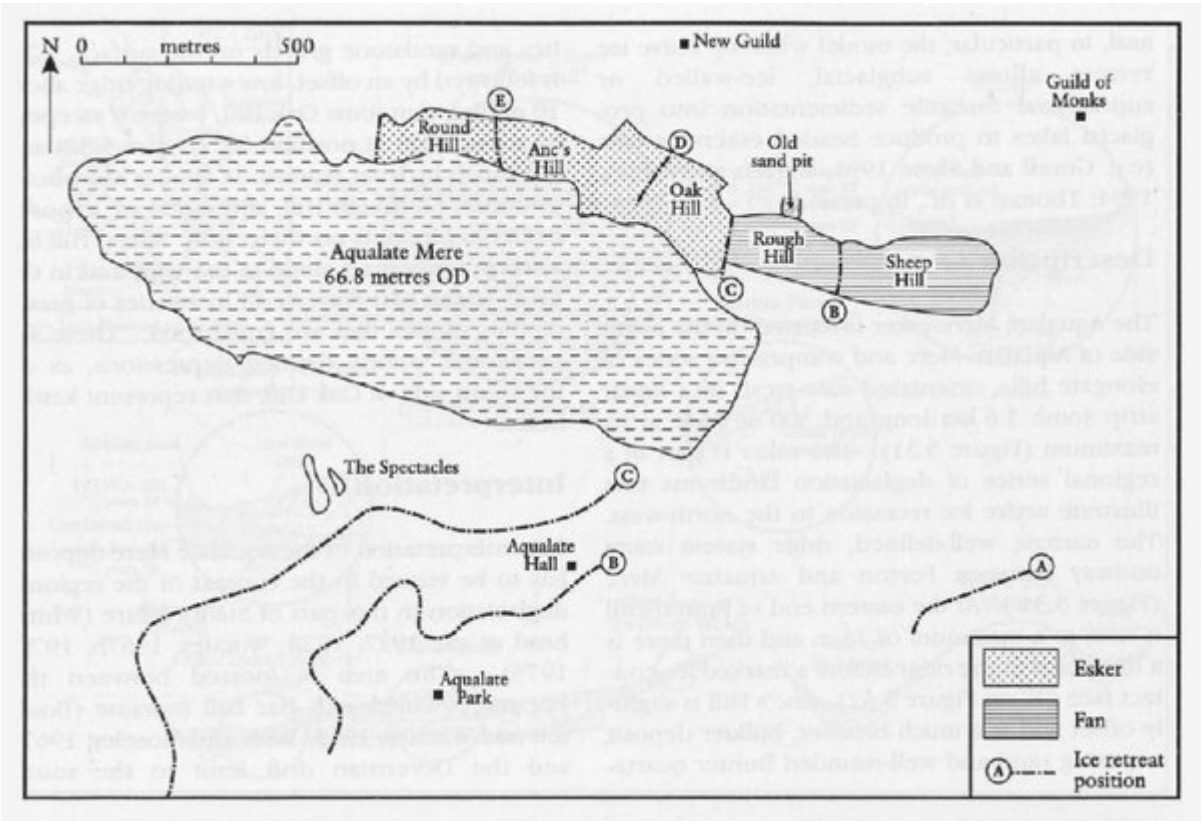 N 0 metres 500
New Guild
Guild of
Monks
E
Round
Hill
Anc's
Hill
D
Old
sand pit
Oak
Hill
Rough
Hill
Sheep
Hill
Aqualate Mere
66.8 metres OD
C
B
The Spectacles
C
Aqualate
Hall
B
A
Aqualate
Park
Esker
Fan
A
Ice retreat
position